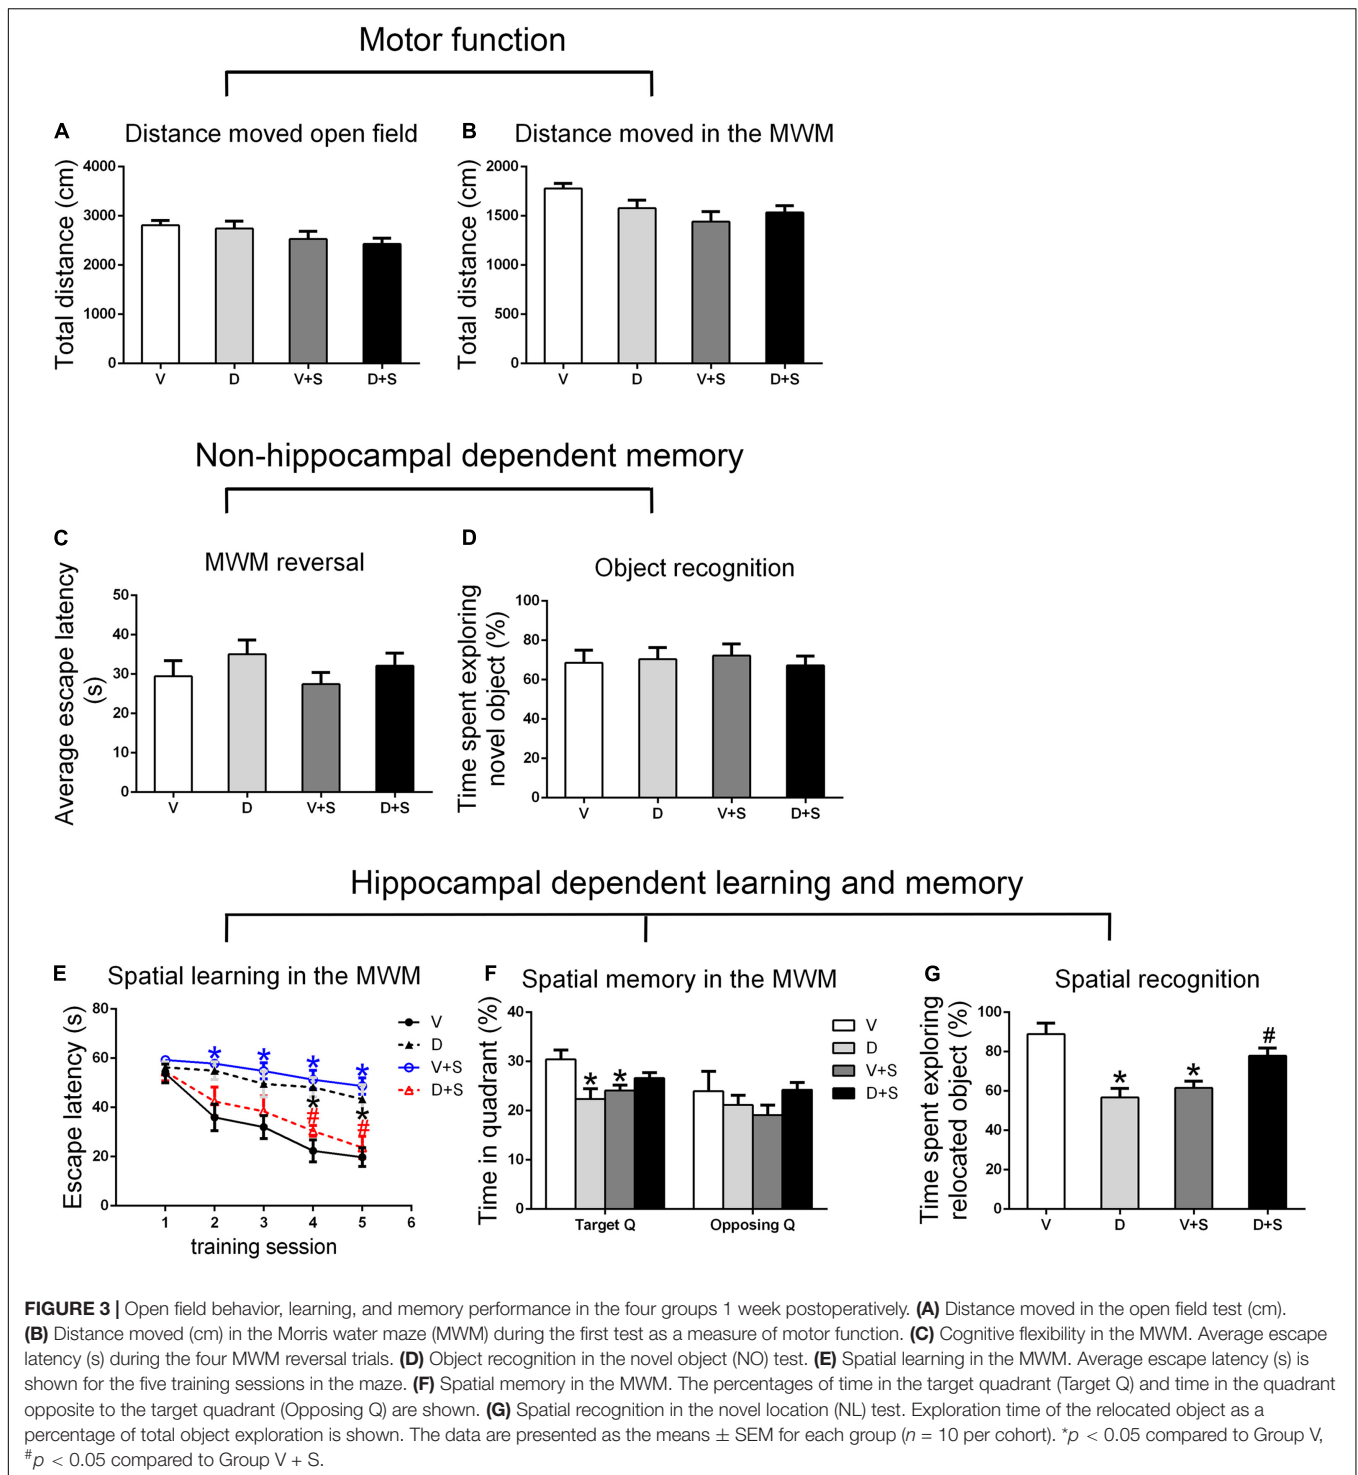 Motor function
A
Distance moved open field
Total distance (cm)
4000
3000
2000
1000
0
V D V+S D+S
B
Distance moved in the MWM
Total distance (cm)
2000
1500
1000
500
0
V D V+S D+S
Non-hippocampal dependent memory
C
MWM reversal
Average escape latency
(s)
50
40
30
20
10
0
V D V+S D+S
D
Object recognition
Time spent exploring
novel object (%)
100
80
60
40
20
0
V D V+S D+S
Hippocampal dependent learning and memory
E
Spatial learning in the MWM
Escape latency (s)
80
60
40
20
0
* * * *
* *
# #
1 2 3 4 5 6
training session
V
D
V+S
D+S
F
Spatial memory in the MWM
Time in quadrant (%)
40
30
20
10
0
* *
Target Q Opposing Q
V
D
V+S
D+S
G
Spatial recognition
Time spent exploring
relocated object (%)
100
80
60
40
20
0
* * #
V D V+S D+S
FIGURE 3 | Open field behavior, learning, and memory performance in the four groups 1 week postoperatively. (A) Distance moved in the open field test (cm).
(B) Distance moved (cm) in the Morris water maze (MWM) during the first test as a measure of motor function. (C) Cognitive flexibility in the MWM. Average escape
latency (s) during the four MWM reversal trials. (D) Object recognition in the novel object (NO) test. (E) Spatial learning in the MWM. Average escape latency (s) is
shown for the five training sessions in the maze. (F) Spatial memory in the MWM. The percentages of time in the target quadrant (Target Q) and time in the quadrant
opposite to the target quadrant (Opposing Q) are shown. (G) Spatial recognition in the novel location (NL) test. Exploration time of the relocated object as a
percentage of total object exploration is shown. The data are presented as the means ± SEM for each group (n = 10 per cohort). *p < 0.05 compared to Group V,
#p < 0.05 compared to Group V + S.